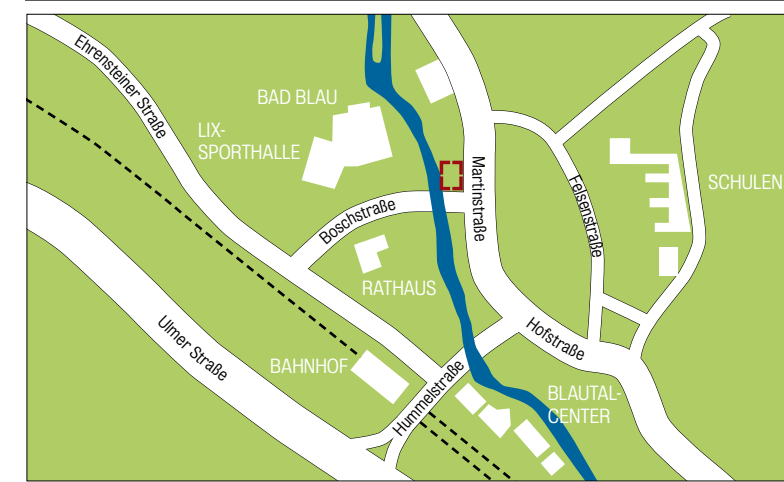 Ehrensteiner Straße
BAD BLAU
LIX-
SPORTHALLE
Martinstraße
Felsenstraße
SCHULEN
Boschstraße
RATHAUS
Ulmer Straße
Hofstraße
BAHNHOF
Hummelstraße
BLAUTAL-
CENTER